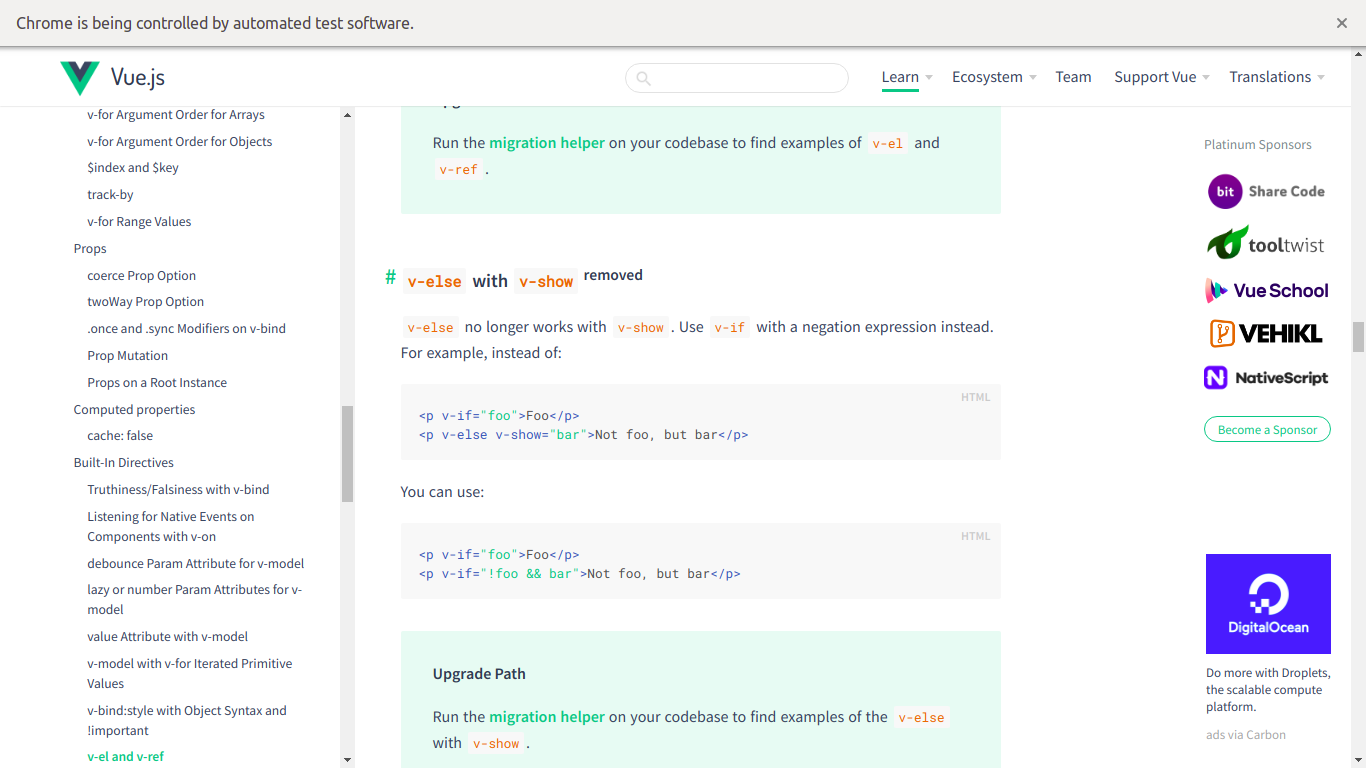 Chrome is being controlled by automated test software.
Vue.js
Learn
Ecosystem
Team
Support Vue
Translations
v-for Argument Order for Arrays
v-for Argument Order for Objects
$index and $key
track-by
v-for Range Values
Props
coerce Prop Option
twoWay Prop Option
.once and .sync Modifiers on v-bind
Prop Mutation
Props on a Root Instance
Computed properties
cache: false
Built-In Directives
Truthiness/Falsiness with v-bind
Listening for Native Events on
Components with v-on
debounce Param Attribute for v-model
lazy or number Param Attributes for v-
model
value Attribute with v-model
v-model with v-for Iterated Primitive
Values
v-bind:style with Object Syntax and
!important
v-el and v-ref
Run the migration helper on your codebase to find examples of v-el and
v-ref .
# v-else with v-show removed
v-else no longer works with v-show . Use v-if with a negation expression instead.
For example, instead of:
HTML
<p v-if="foo">Foo</p>
<p v-else v-show="bar">Not foo, but bar</p>
You can use:
HTML
<p v-if="foo">Foo</p>
<p v-if="!foo && bar">Not foo, but bar</p>
Upgrade Path
Run the migration helper on your codebase to find examples of the v-else
with v-show .
Platinum Sponsors
bit Share Code
tooltwist
Vue School
VEHIKL
N NativeScript
Become a Sponsor
DigitalOcean
Do more with Droplets,
the scalable compute
platform.
ads via Carbon